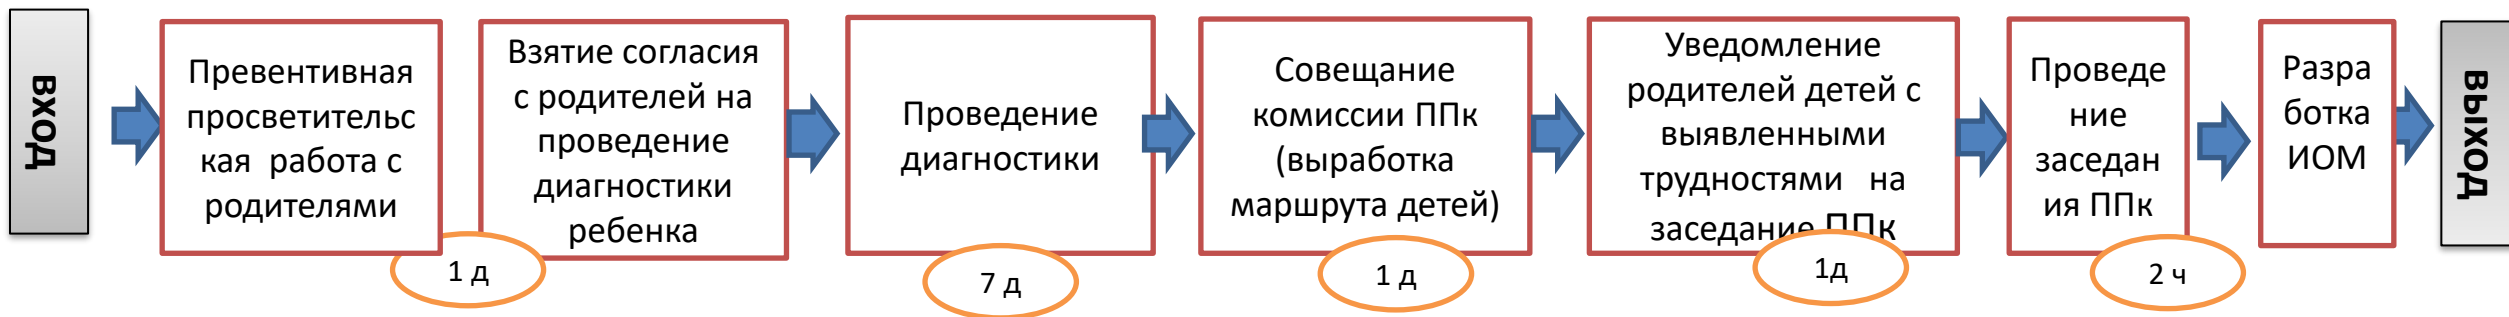 ВХОД
Превентивная
просветительс
кая работа с
родителями
Взятие согласия
с родителей на
проведение
диагностики
ребенка
1 д
Проведение
диагностики
7 д
Совещание
комиссии ППк
(выработка
маршрута детей)
1 д
Уведомление
родителей детей с
выявленными
трудностями на
заседание ППк
1д
Проведе
ние
заседан
ия ППк
2 ч
Разра
ботка
ИОМ
ВЫХОД